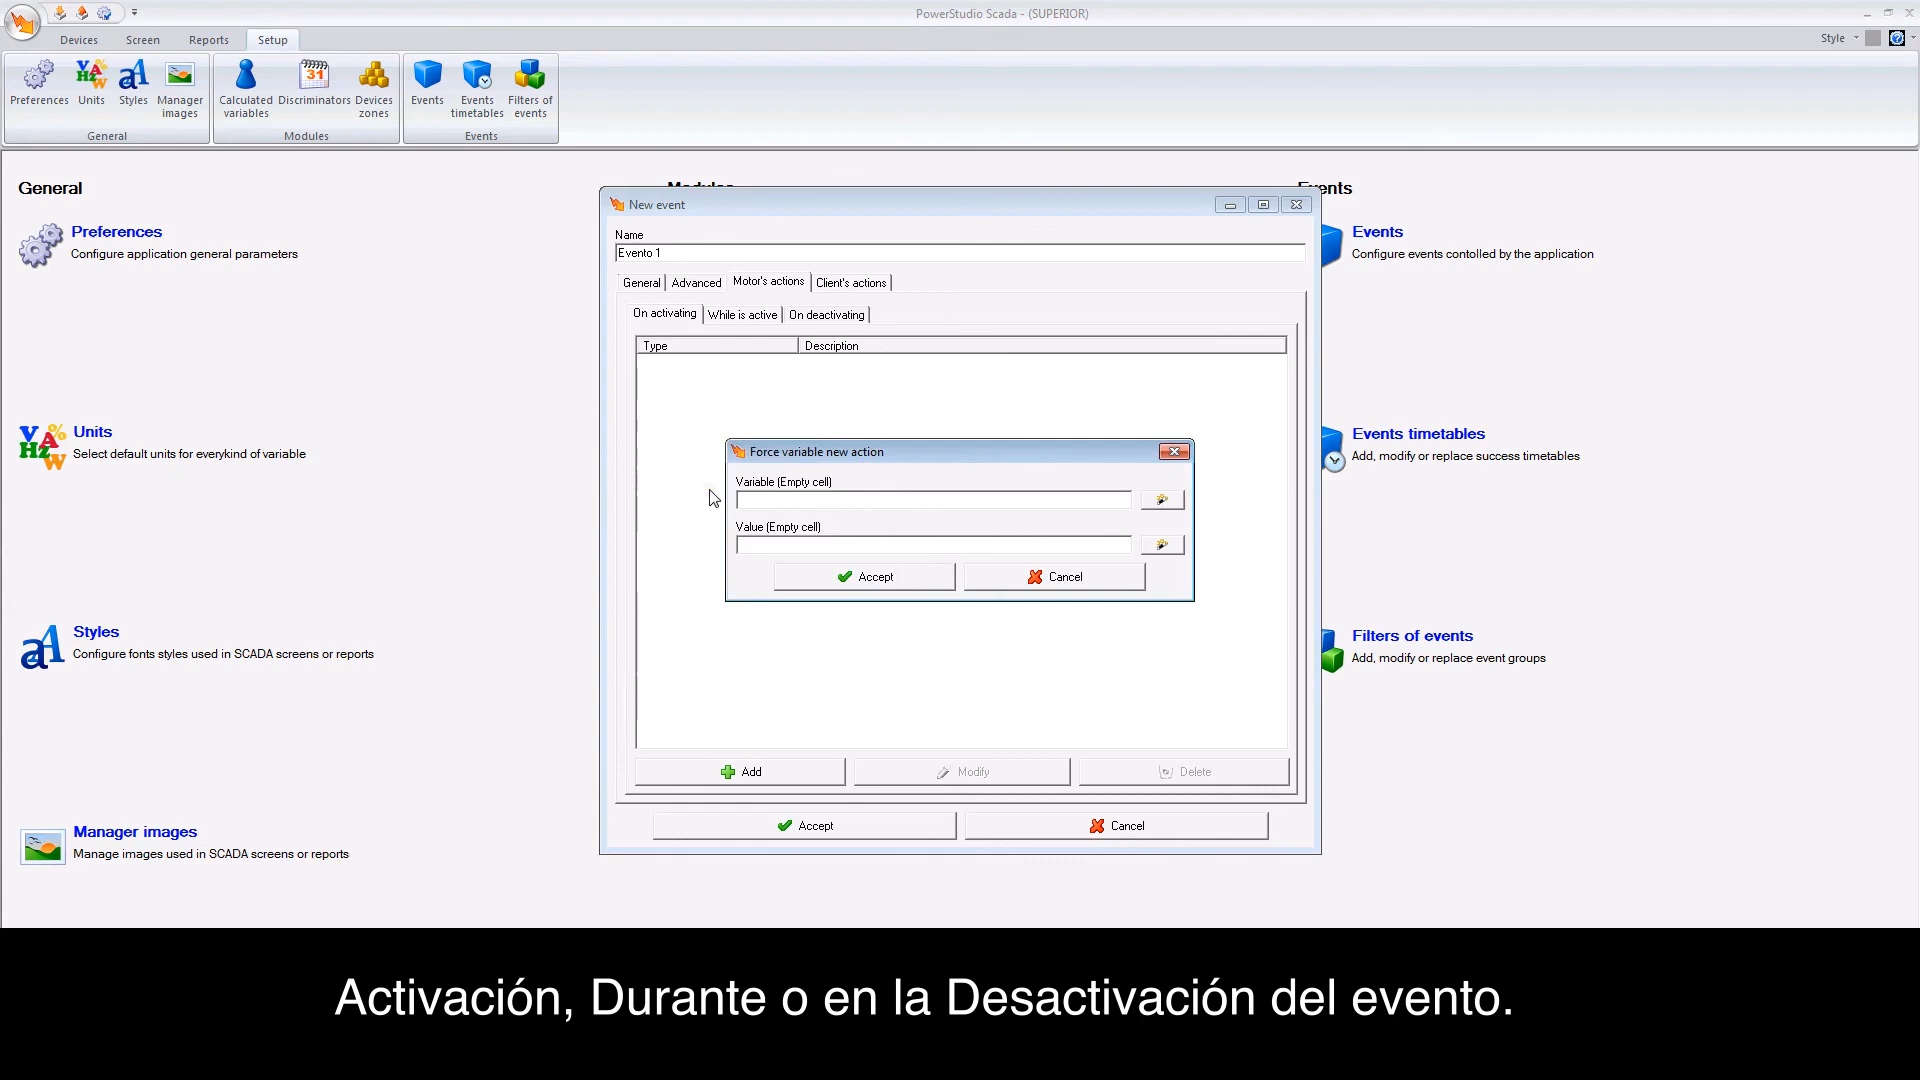 PowerStudio Scada - (SUPERIOR)
Devices
Screen
Reports
Setup
Style
Preferences
Units
Styles
Manager
images
General
Calculated
variables
Discriminators
31
Devices
zones
Modules
Events
Events
timetables
Filters of
events
Events
General
Events
Preferences
Configure application general parameters
Units
Select default units for everykind of variable
Styles
Configure fonts styles used in SCADA screens or reports
Manager images
Manage images used in SCADA screens or reports
New event
Name
Evento 1
General
Advanced
Motor's actions
Client's actions
On activating
While is active
On deactivating
Type
Description
Force variable new action
Variable (Empty cell)
Value (Empty cell)
Accept
Cancel
Add
Modify
Delete
Accept
Cancel
Events
Configure events contolled by the application
Events timetables
Add, modify or replace success timetables
Filters of events
Add, modify or replace event groups
Activación, Durante o en la Desactivación del evento.